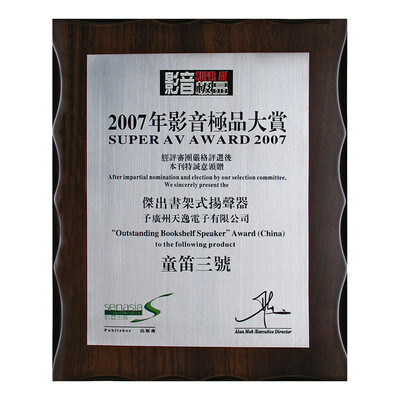 影音 SUPER AV
極品
2007年影音極品大賞
SUPER AV AWARD 2007
經評審團嚴格評選後
本刊特誠意頒贈
After impartial nomination and election by our selection committee,
We sincerely present the
傑出書架式揚聲器
予廣州天逸電子有限公司
"Outstanding Bookshelf Speaker" Award (China)
to the following product
童笛三號
senasia
Publisher 出版商
Alan Mok /Executive Director